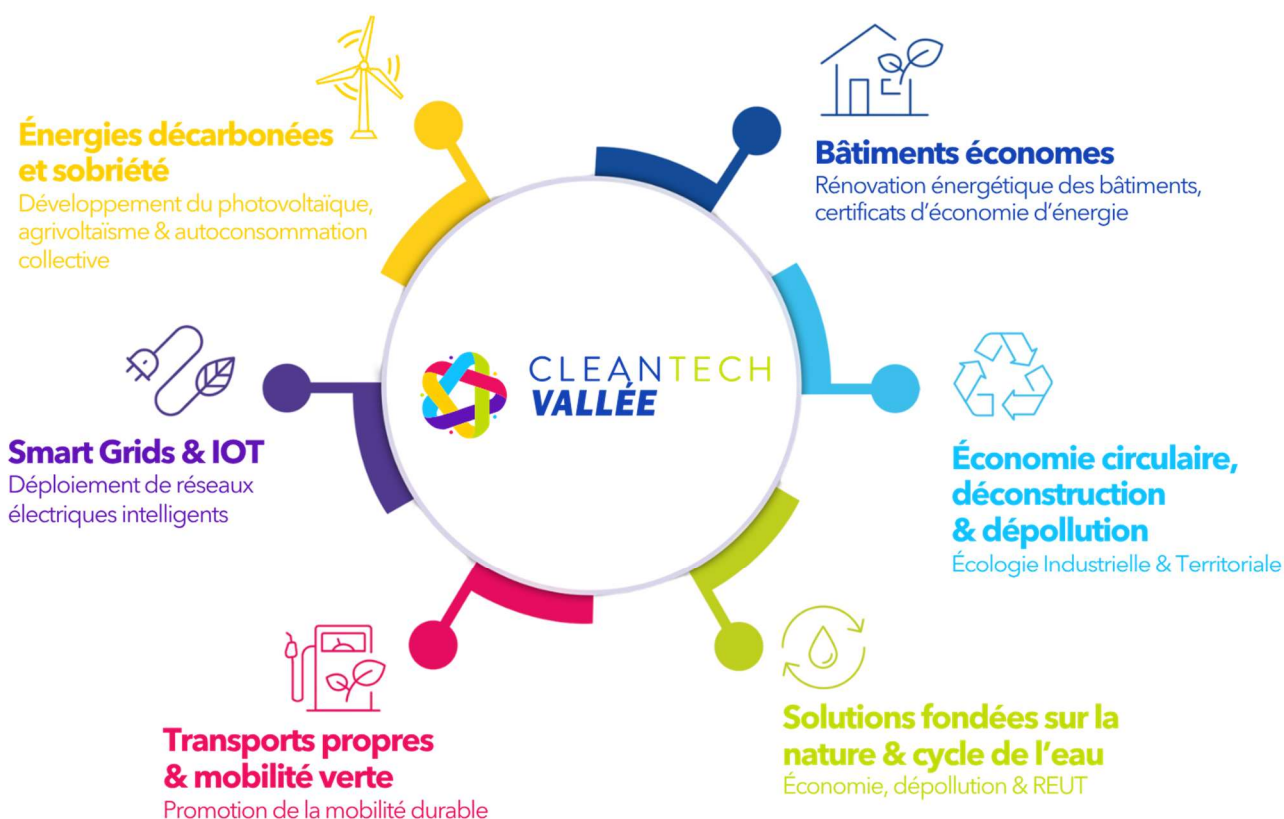 Énergies décarbonées
et sobriété
Développement du photovoltaïque,
agrivoltaïsme & autoconsommation
collective
Bâtiments économes
Rénovation énergétique des bâtiments,
certificats d'économie d'énergie
Smart Grids & IOT
Déploiement de réseaux
électriques intelligents
CLEANTECH
VALLÉE
Économie circulaire,
déconstruction
& dépollution
Écologie Industrielle & Territoriale
Transports propres
& mobilité verte
Promotion de la mobilité durable
Solutions fondées sur la
nature & cycle de l'eau
Économie, dépollution & REUT